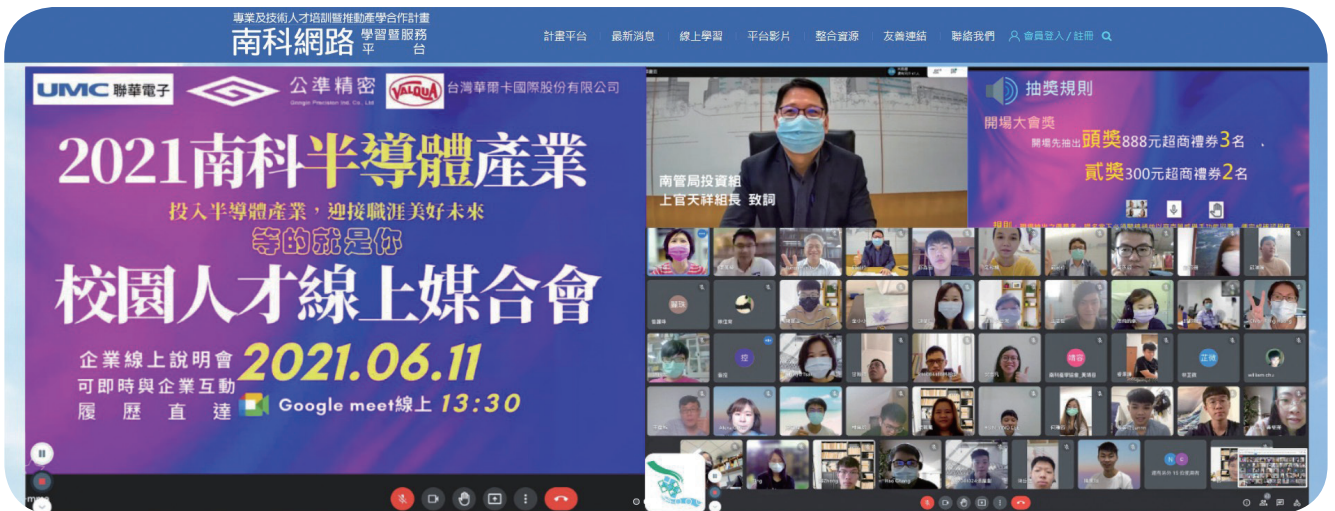 專業及技術人才培訓暨推動產學合作計畫
南科網路 學習暨服務平台
計畫平台 最新消息 線上學習 平台影片 整合資源 友善連結 聯絡我們 會員登入/註冊
UMC 聯華電子
公準精密
Gongin Precision Ind. Co., Ltd
VALQUA 台灣華爾卡國際股份有限公司
2021南科半導體產業
投入半導體產業，迎接職涯美好未來
等的就是你
校園人才線上媒合會
企業線上說明會
可即時與企業互動
履歷直達
2021.06.11
Google meet線上 13:30
南管局投資組
上官天祥組長 致詞
抽獎規則
開場大會獎
開場先抽出頭獎888元超商禮券3名、
貳獎300元超商禮券2名